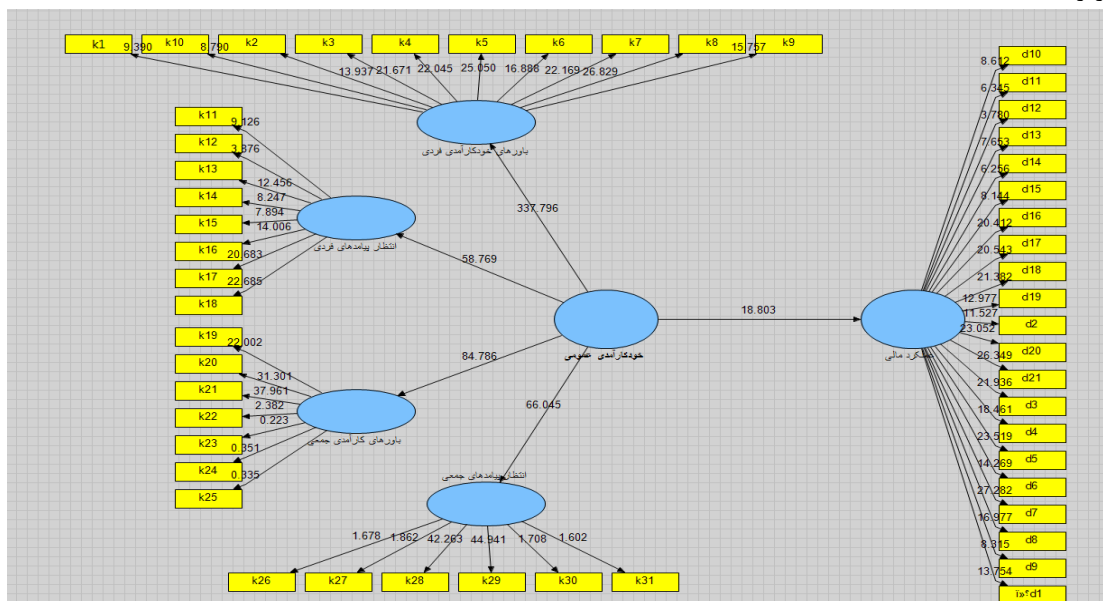 k1
k10
k2
k3
k4
k5
k6
k7
k8
k9
9.390
8.790
13.937
21.671
22.045
25.050
16.888
22.169
26.829
15.757
باورهای خودکارآمدی فردی
k11
k12
k13
k14
k15
k16
k17
k18
9.126
3.876
12.456
8.247
7.894
14.006
20.683
22.685
انتظار پیامدهای فردی
337.796
58.769
84.786
66.045
18.803
خودکارآمدی عمومی
k19
k20
k21
k22
k23
k24
k25
22.002
31.301
37.961
2.382
0.223
0.351
0.335
باورهای کارآمدی جمعی
انتظار پیامدهای جمعی
1.678
1.862
42.263
44.941
1.708
1.602
k26
k27
k28
k29
k30
k31
عملکرد مالی
8.612
6.345
3.780
7.653
6.256
8.144
20.412
20.543
21.382
12.977
11.527
23.052
26.349
21.936
18.461
23.519
14.269
27.282
16.977
8.315
13.754
d10
d11
d12
d13
d14
d15
d16
d17
d18
d19
d2
d20
d21
d3
d4
d5
d6
d7
d8
d9
ï»؟d1